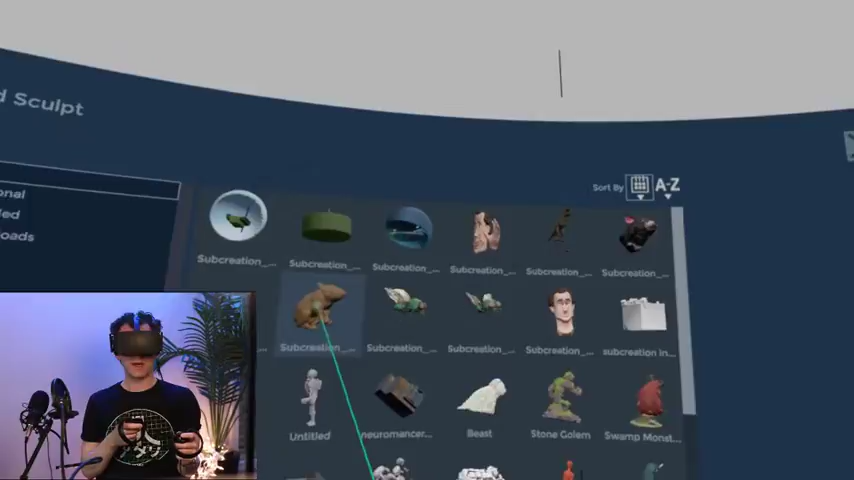 d Sculpt
onal
led
oads
Sort By A-Z
Subcreation_... Subcreation_... Subcreation_... Subcreation_... Subcreation_... Subcreation_...
... Subcreation_... Subcreation_... Subcreation_... Subcreation_... subcreation in...
Untitled neuromancer... Beast Stone Golem Swamp Monst...